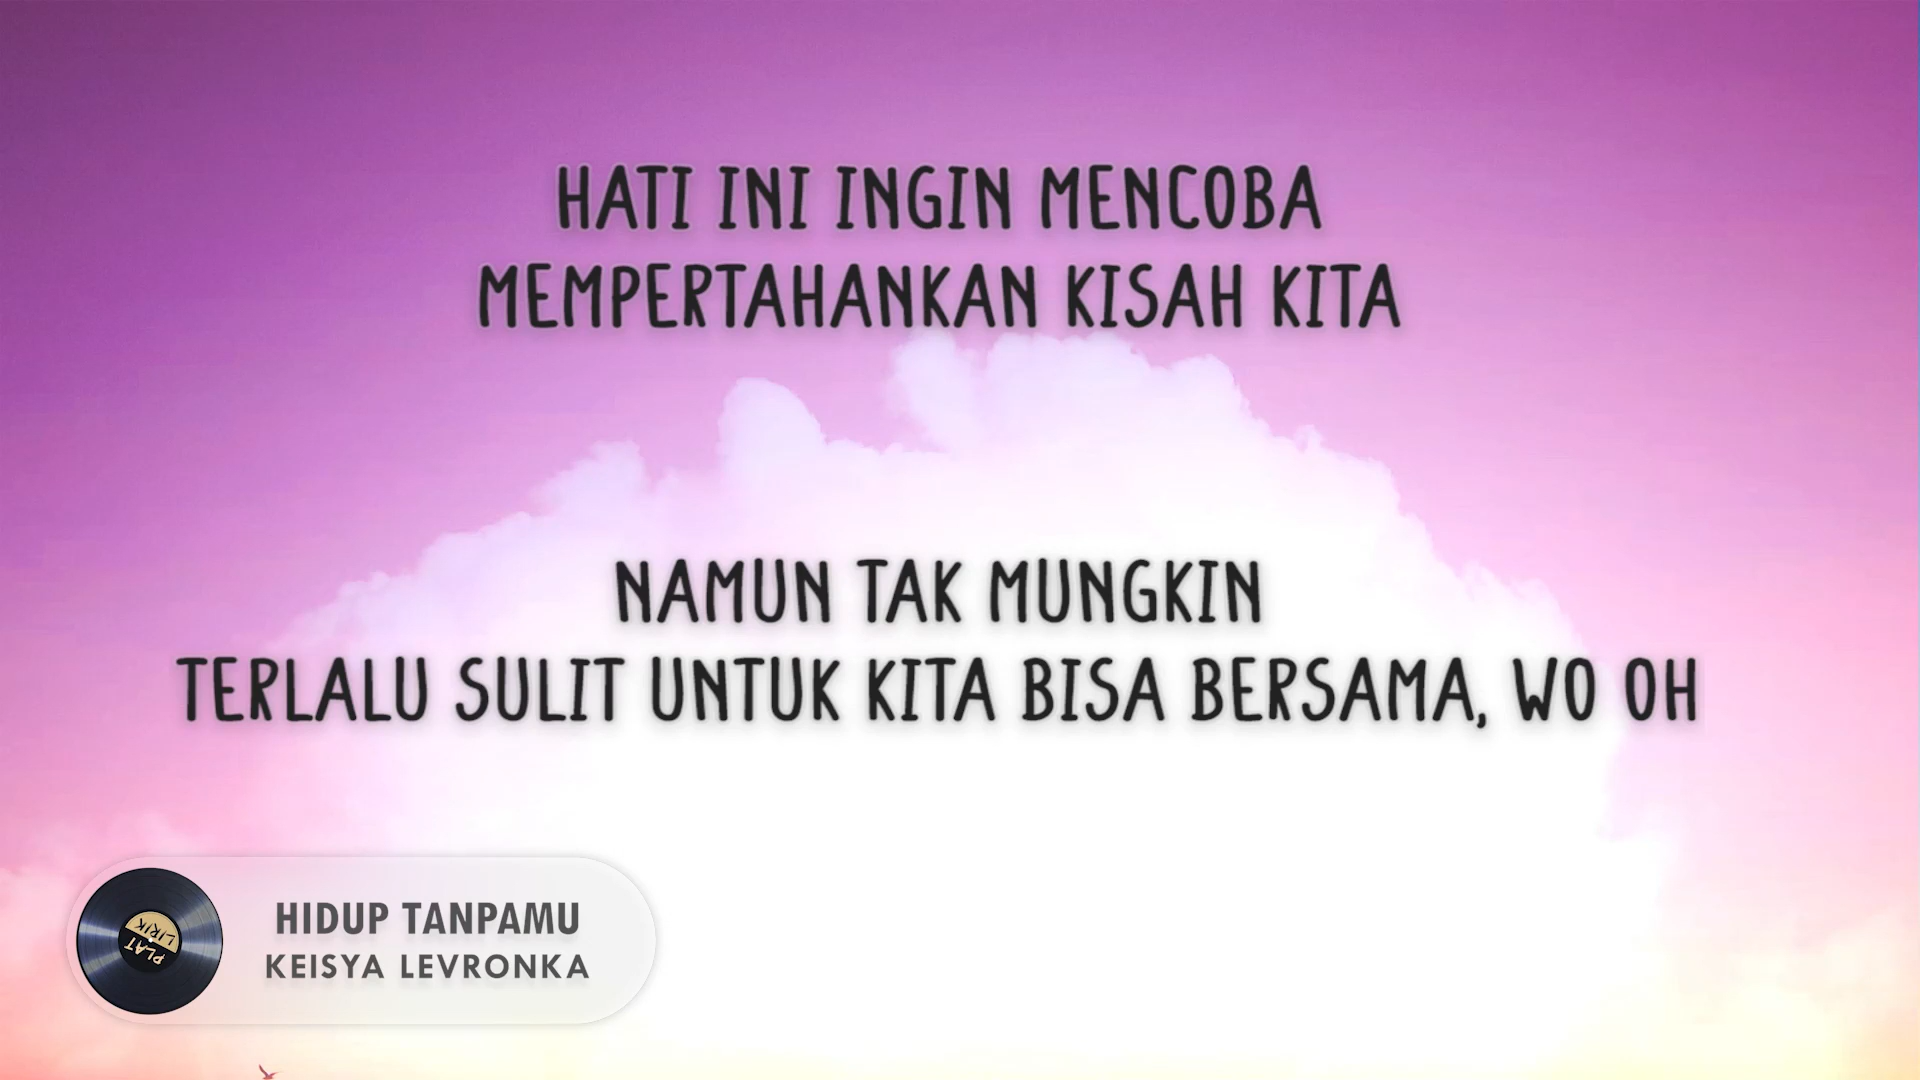 HATI INI INGIN MENCOBA
MEMPERTAHANKAN KISAH KITA
NAMUN TAK MUNGKIN
TERLALU SULIT UNTUK KITA BISA BERSAMA, WO OH
HIDUP TANPAMU
KEISYA LEVRONKA
PLAT
LIRIK